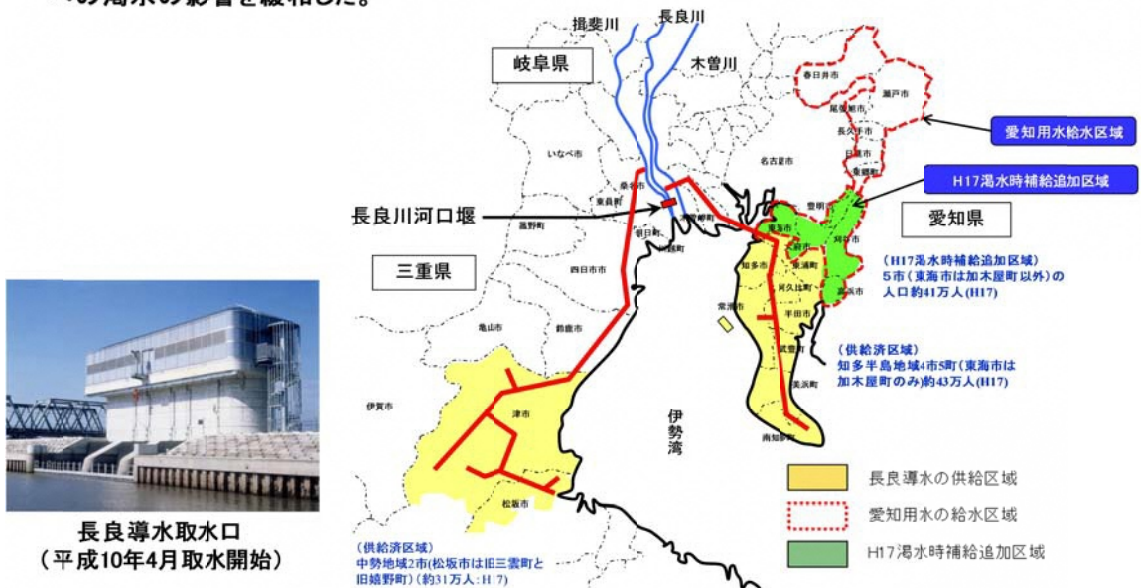 の渇水の影響を緩和した。
揖斐川
長良川
木曽川
岐阜県
春日井市
瀬戸市
尾張旭市
長久手市
日進市
東郷町
愛知用水給水区域
名古屋市
いなべ市
桑名市
東員町
H17渇水時補給追加区域
長良川河口堰
木曽岬町
豊明市
愛知県
菰野町
朝日町
川越町
東海市
大府市
刈谷市
三重県
四日市市
知多市
東浦町
(H17渇水時補給追加区域)
5市(東海市は加木屋町以外)の
人口約41万人(H17)
阿久比町
高浜市
常滑市
半田市
亀山市
鈴鹿市
武豊町
(供給済区域)
知多半島地域4市5町(東海市は
加木屋町のみ)約43万人(H17)
美浜町
伊賀市
津市
伊勢湾
南知多町
松坂市
長良導水の供給区域
愛知用水の給水区域
H17渇水時補給追加区域
長良導水取水口
(平成10年4月取水開始)
(供給済区域)
中勢地域2市(松坂市は旧三雲町と
旧嬉野町)(約31万人:H17)